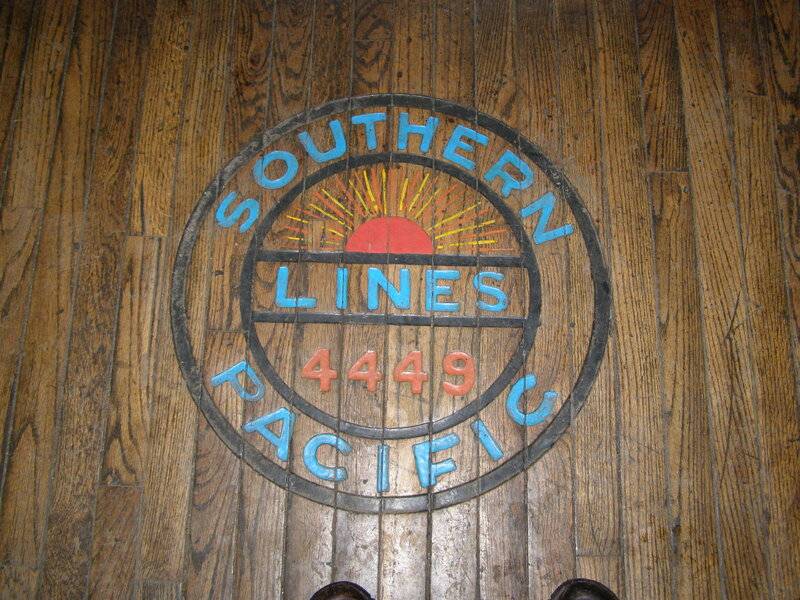 SOUTHERN
LINES
4449
PACIFIC